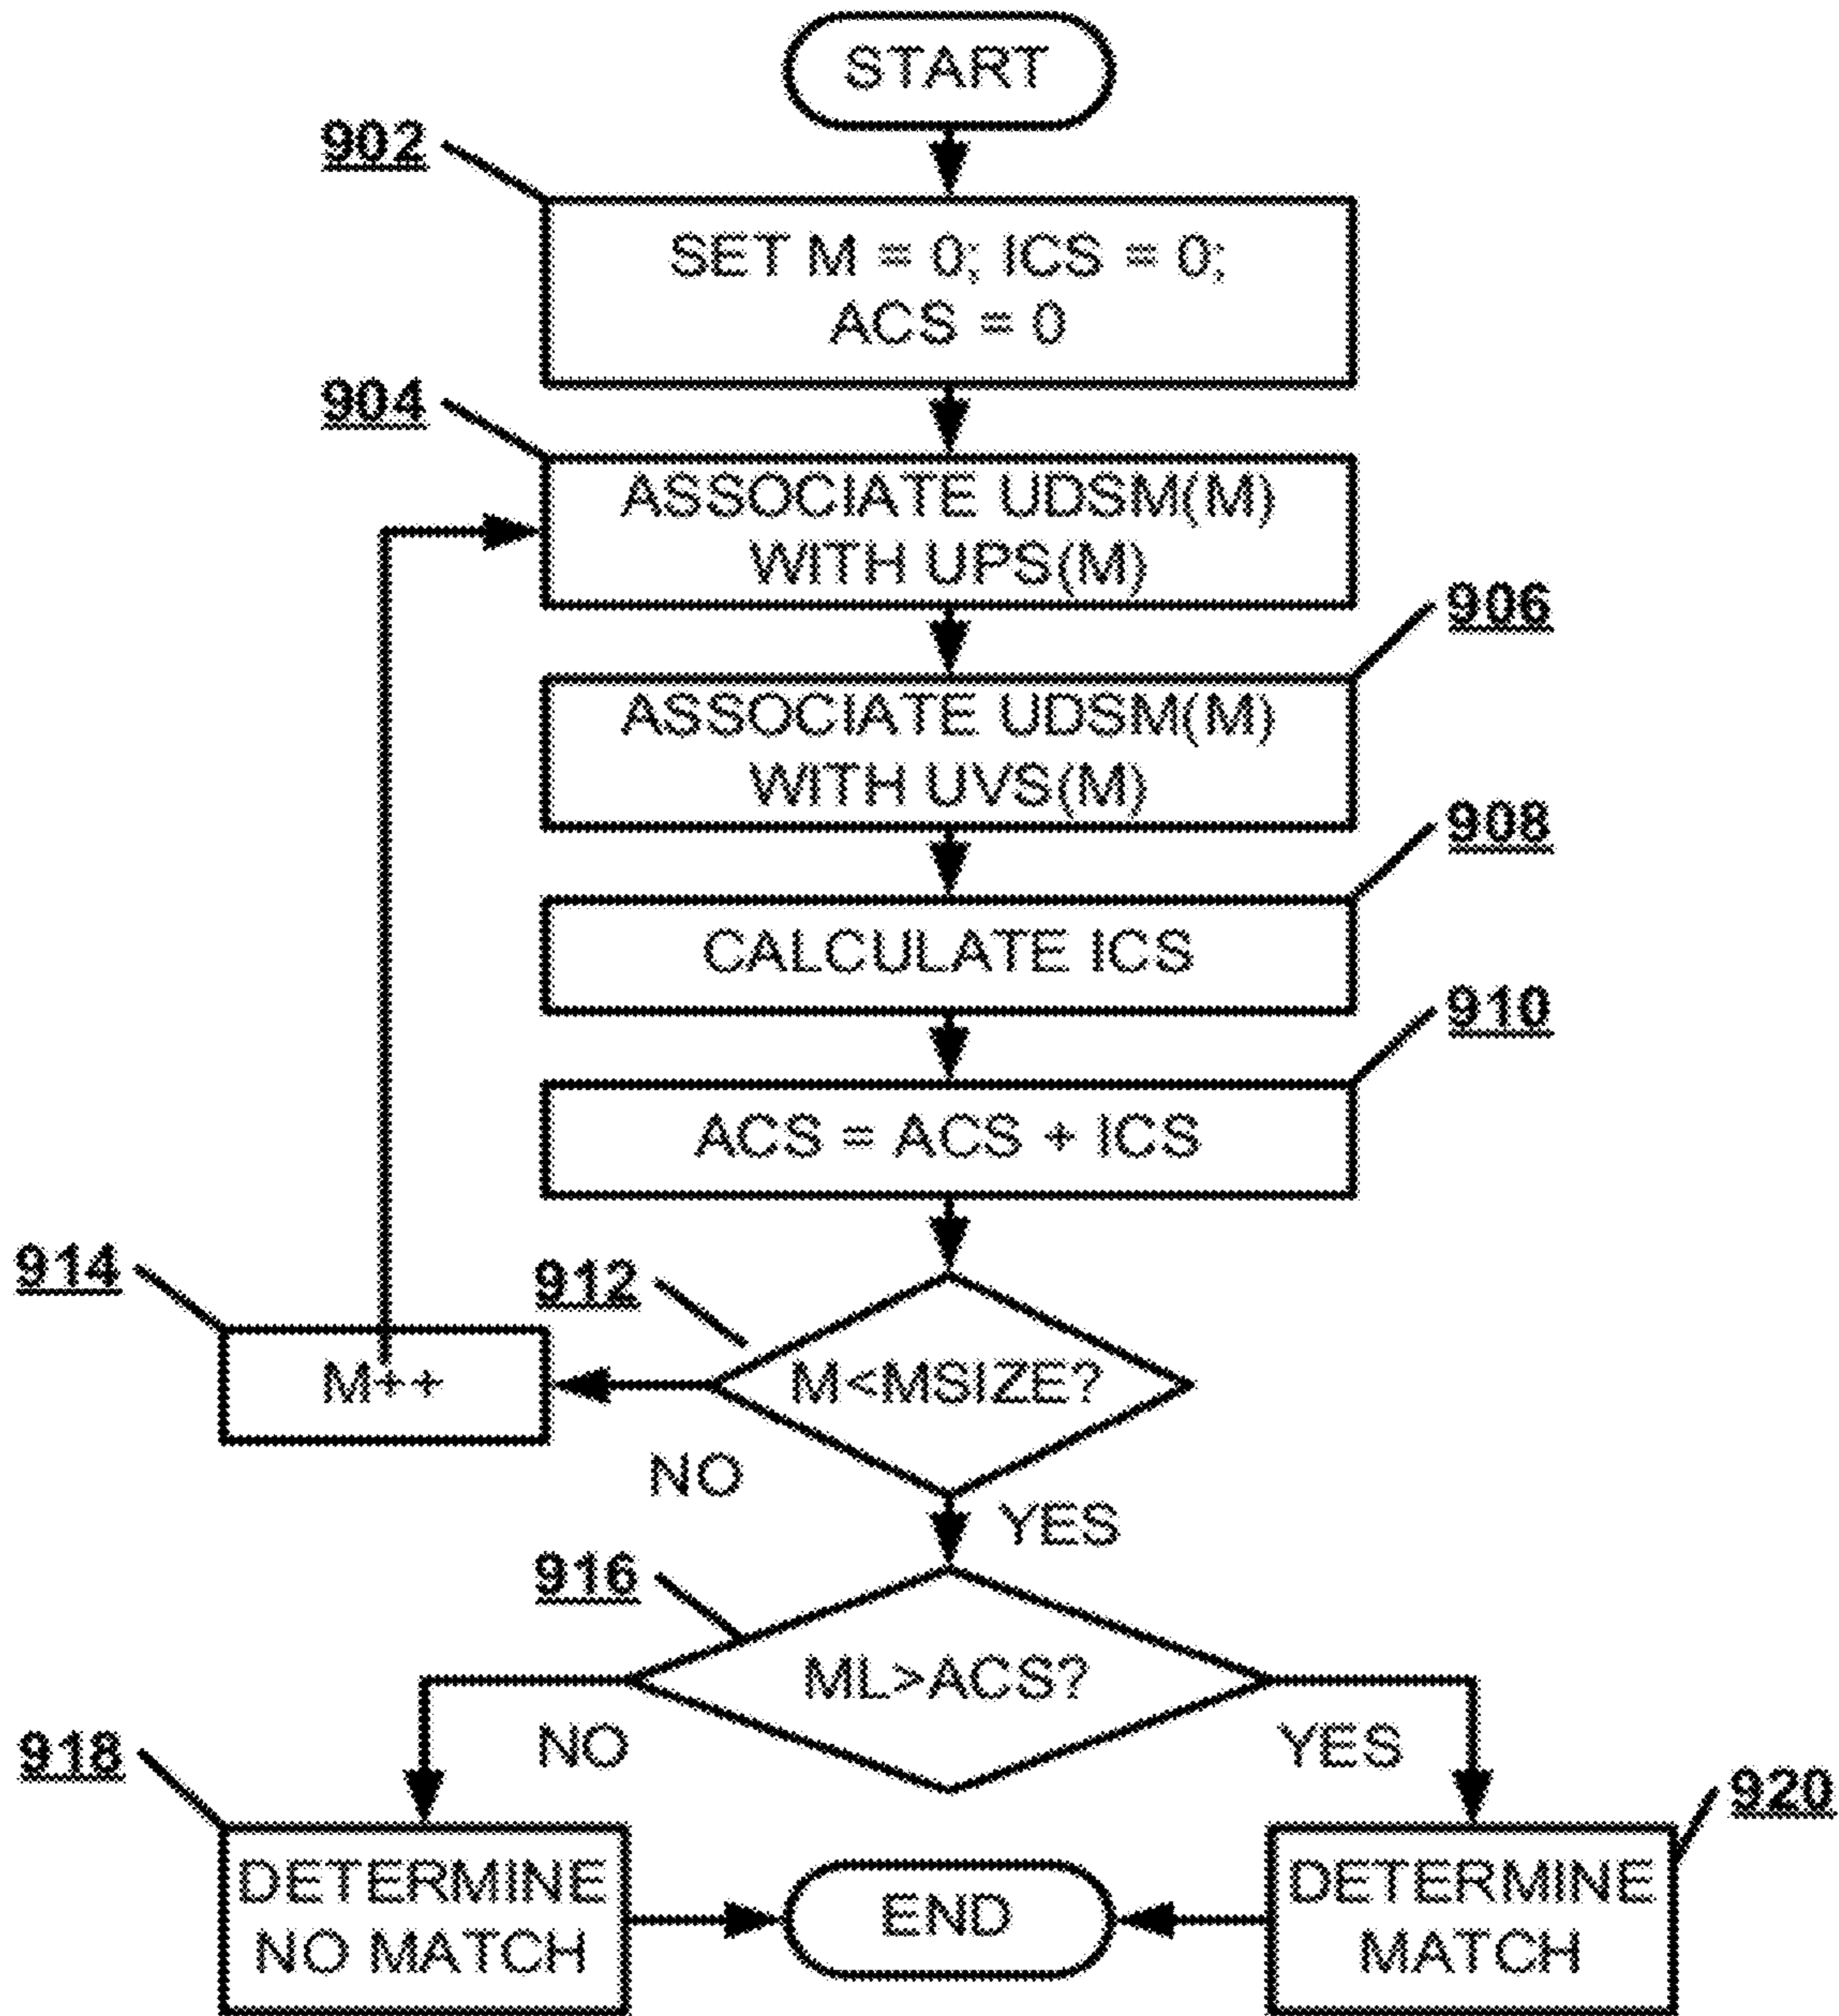 START
902
SET M = 0; ICS = 0;
ACS = 0
904
ASSOCIATE UDSM(M)
WITH UPS(M)
906
ASSOCIATE UDSM(M)
WITH UVS(M)
908
CALCULATE ICS
910
ACS = ACS + ICS
914
912
M++
M<MSIZE?
NO
YES
916
ML>ACS?
NO
YES
918
920
DETERMINE
NO MATCH
END
DETERMINE
MATCH